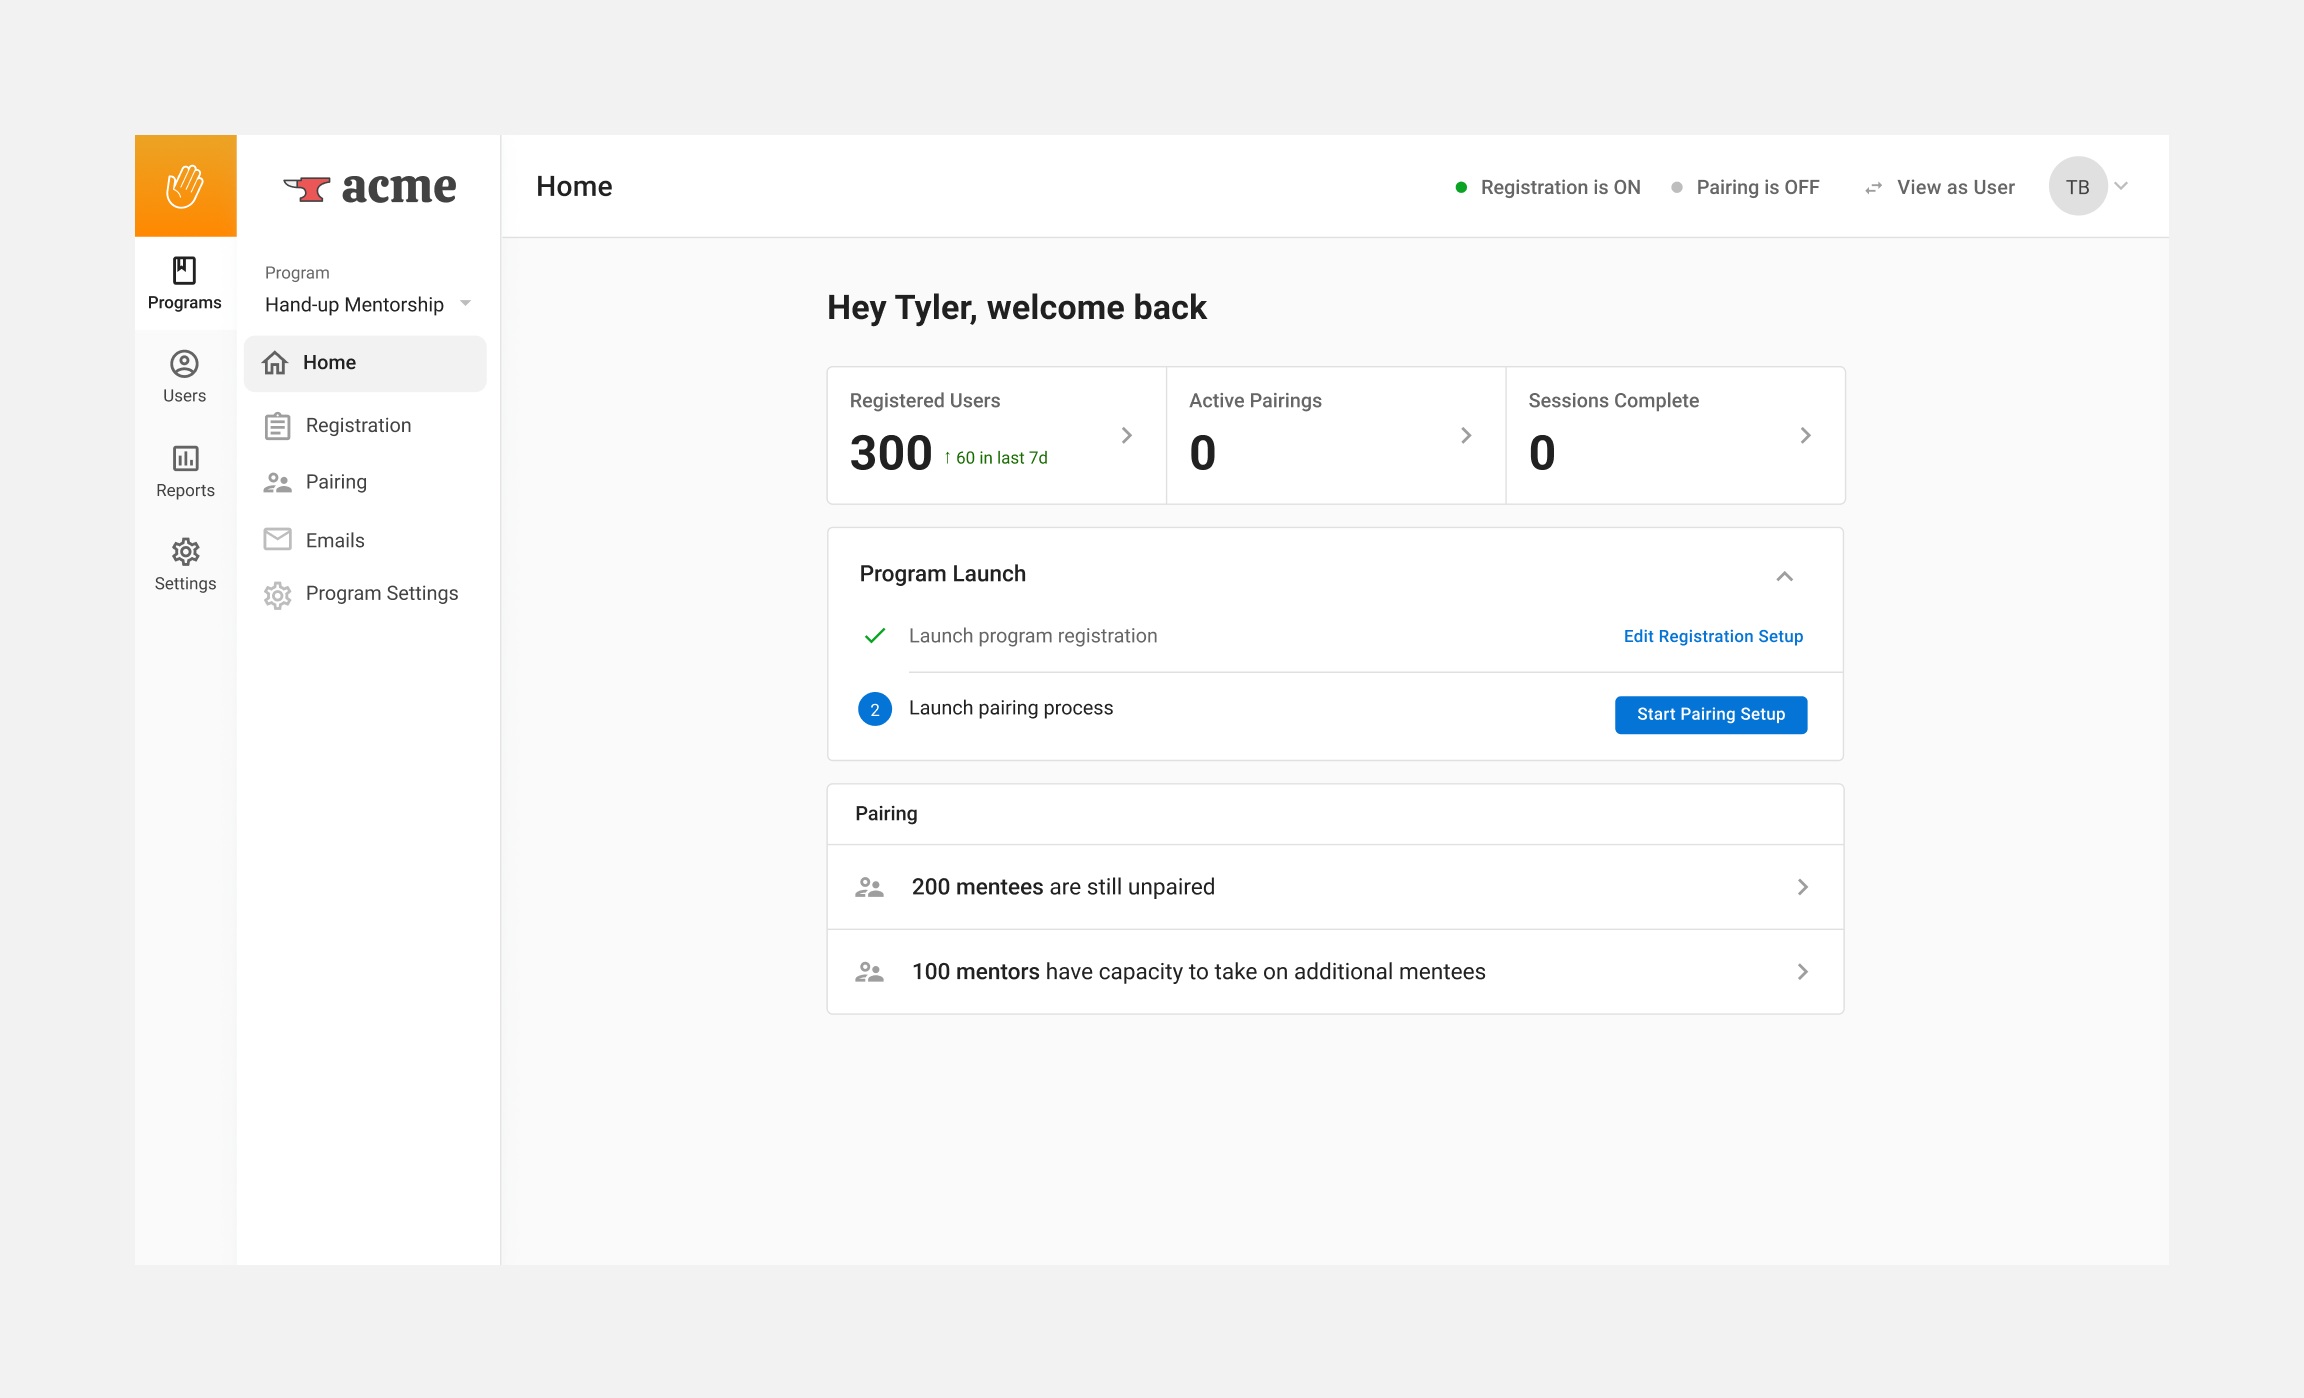 acme
Home
Registration is ON
Pairing is OFF
View as User
TB
Programs
Users
Reports
Settings
Program
Hand-up Mentorship
Home
Registration
Pairing
Emails
Program Settings
Hey Tyler, welcome back
Registered Users
300 ↑ 60 in last 7d
Active Pairings
0
Sessions Complete
0
Program Launch
Launch program registration
Edit Registration Setup
2 Launch pairing process
Start Pairing Setup
Pairing
200 mentees are still unpaired
100 mentors have capacity to take on additional mentees